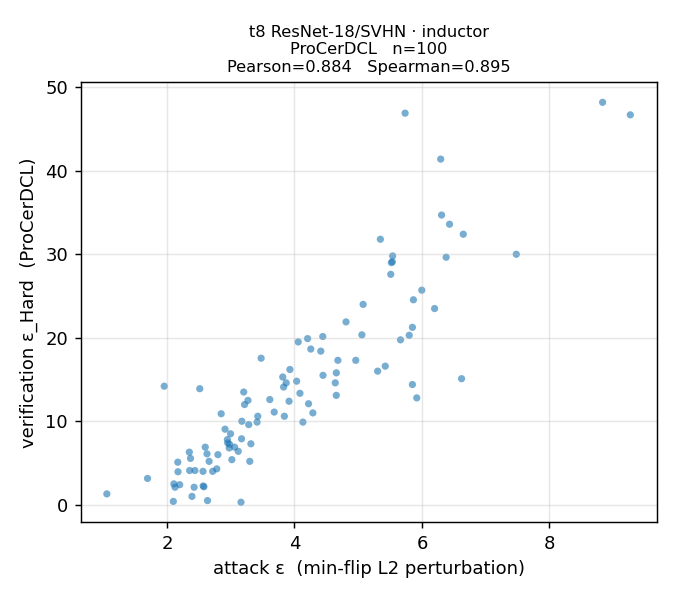 t8 ResNet-18/SVHN · inductor
ProCerDCL   n=100
Pearson=0.884   Spearman=0.895
50
40
30
20
10
0
verification ε_Hard  (ProCerDCL)
2
4
6
8
attack ε  (min-flip L2 perturbation)